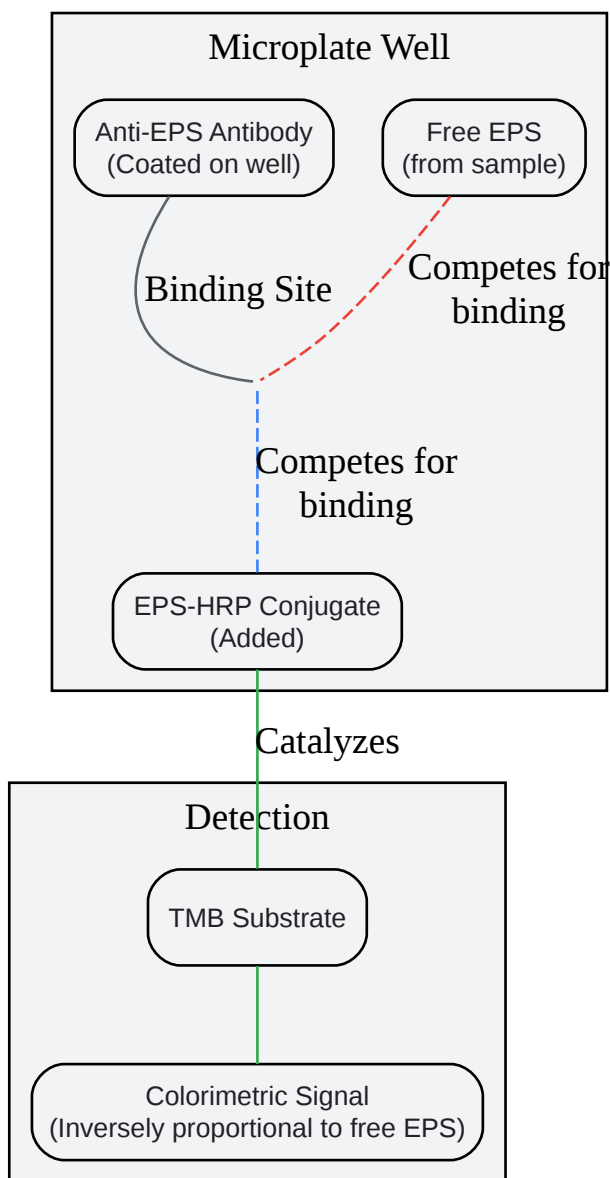 Microplate Well
Anti-EPS Antibody
(Coated on well)
Free EPS
(from sample)
Binding Site
Competes for
binding
Competes for
binding
EPS-HRP Conjugate
(Added)
Catalyzes
Detection
TMB Substrate
Colorimetric Signal
(Inversely proportional to free EPS)